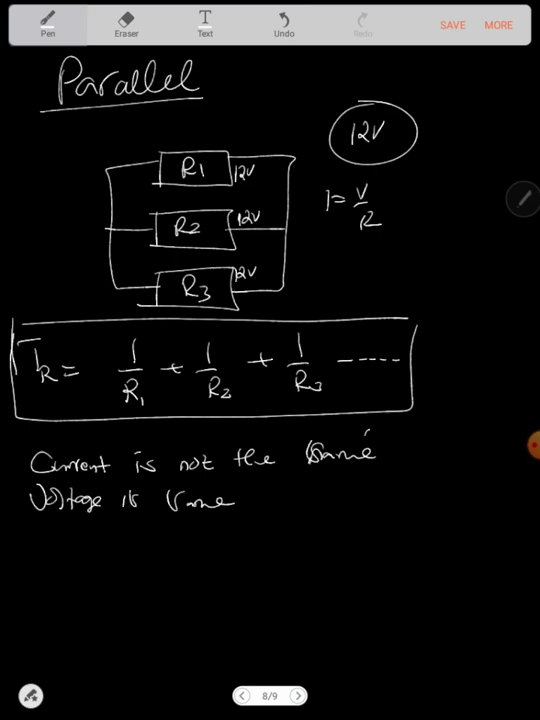 Pen Eraser Text Undo Redo SAVE MORE
Parallel
12V
R1 12V
I = V/R
R2 12V
R3 12V
TR = 1/R1 + 1/R2 + 1/R3 -----
Current is not the same
Voltage is same
8/9